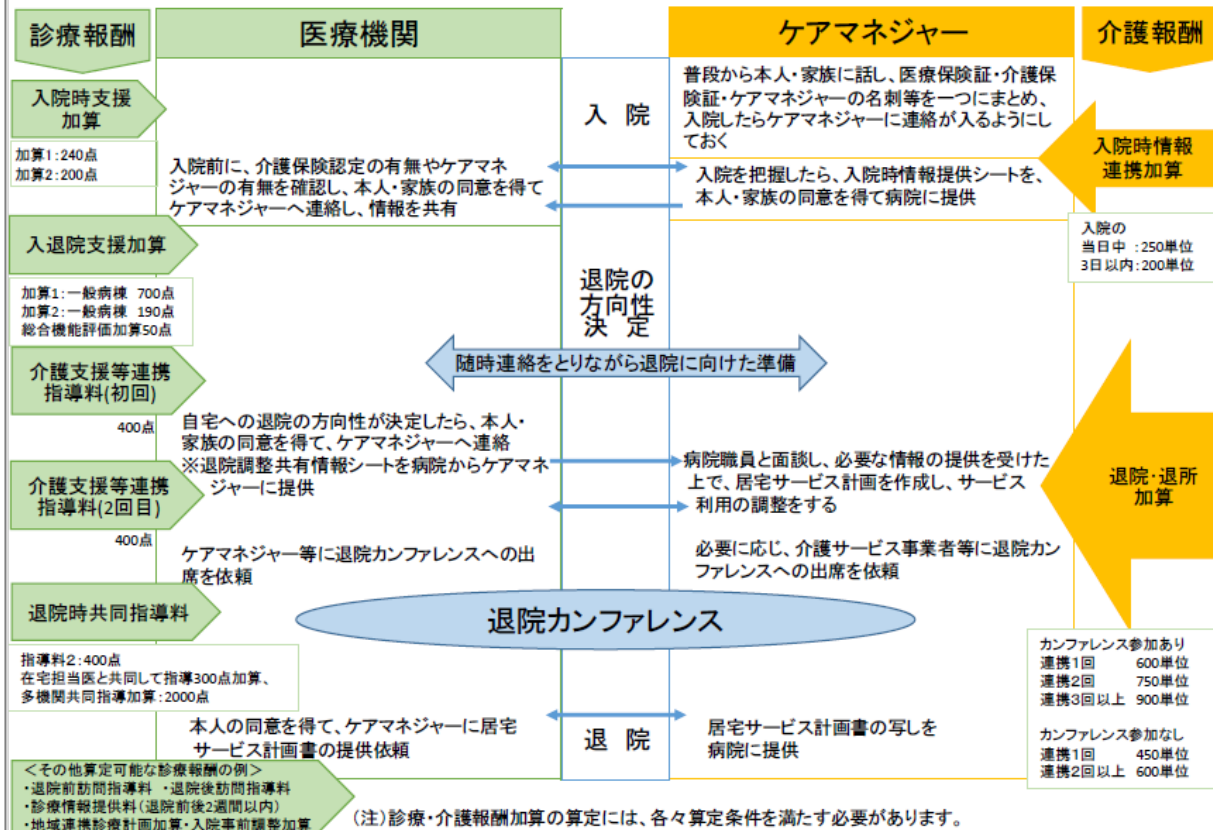 診療報酬
医療機関
ケアマネジャー
介護報酬
入院時支援
加算
加算1:240点
加算2:200点
入院前に、介護保険認定の有無やケアマネ
ジャーの有無を確認し、本人・家族の同意を得て
ケアマネジャーへ連絡し、情報を共有
入 院
普段から本人・家族に話し、医療保険証・介護保
険証・ケアマネジャーの名刺等を一つにまとめ、
入院したらケアマネジャーに連絡が入るようにし
ておく
入院を把握したら、入院時情報提供シートを、
本人・家族の同意を得て病院に提供
入院時情報
連携加算
入院の
当日中 :250単位
3日以内:200単位
入退院支援加算
加算1:一般病棟 700点
加算2:一般病棟 190点
総合機能評価加算50点
退院の
方向性
決 定
随時連絡をとりながら退院に向けた準備
介護支援等連携
指導料(初回)
400点
自宅への退院の方向性が決定したら、本人・
家族の同意を得て、ケアマネジャーへ連絡
※退院調整共有情報シートを病院からケアマネ
ジャーに提供
病院職員と面談し、必要な情報の提供を受けた
上で、居宅サービス計画を作成し、サービス
利用の調整をする
退院・退所
加算
介護支援等連携
指導料(2回目)
400点
ケアマネジャー等に退院カンファレンスへの出
席を依頼
必要に応じ、介護サービス事業者等に退院カン
ファレンスへの出席を依頼
退院時共同指導料
退院カンファレンス
指導料2:400点
在宅担当医と共同して指導300点加算、
多機関共同指導加算:2000点
カンファレンス参加あり
連携1回 600単位
連携2回 750単位
連携3回以上 900単位
カンファレンス参加なし
連携1回 450単位
連携2回以上 600単位
本人の同意を得て、ケアマネジャーに居宅
サービス計画書の提供依頼
退 院
居宅サービス計画書の写しを
病院に提供
<その他算定可能な診療報酬の例>
・退院前訪問指導料 ・退院後訪問指導料
・診療情報提供料(退院前後2週間以内)
・地域連携診療計画加算・入院事前調整加算
(注)診療・介護報酬加算の算定には、各々算定条件を満たす必要があります。